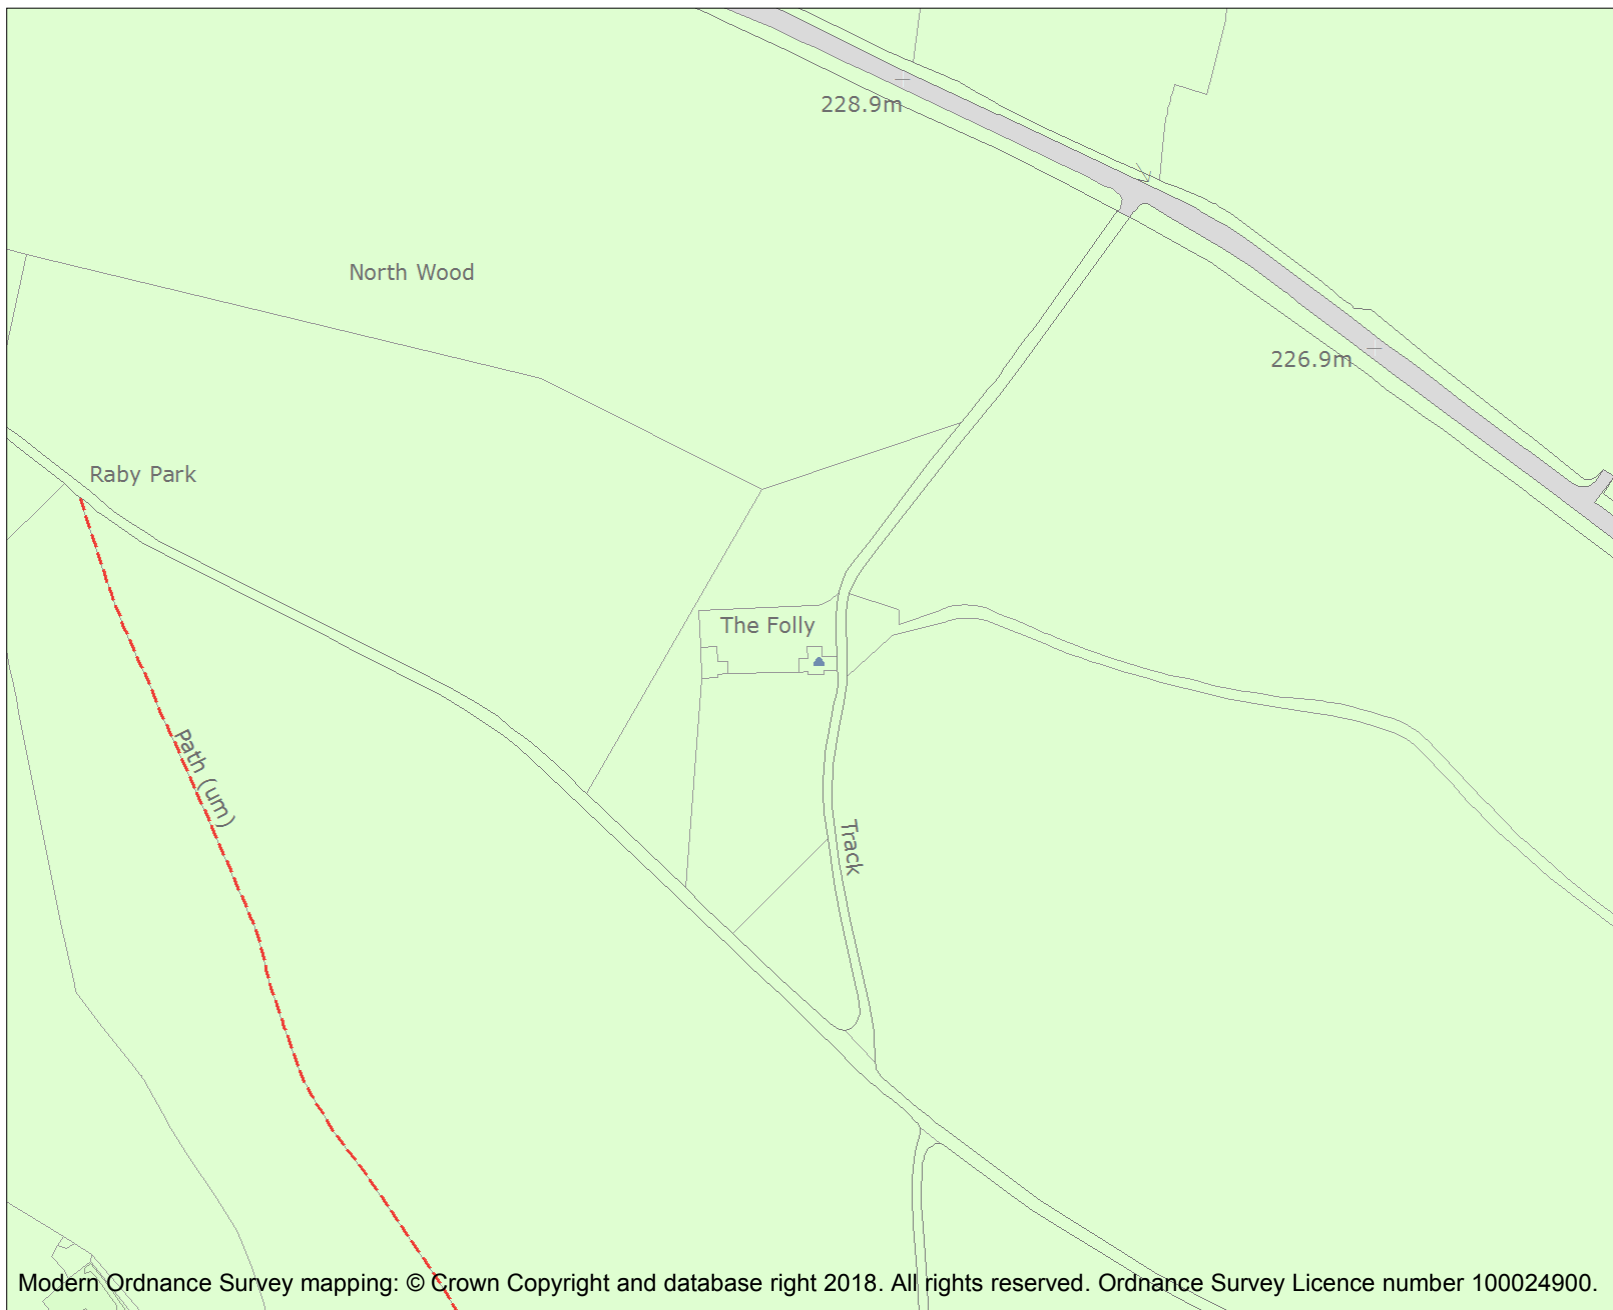 228.9m
North Wood
226.9m
Raby Park
The Folly
Path (um)
Track
Modern Ordnance Survey mapping: © Crown Copyright and database right 2018. All rights reserved. Ordnance Survey Licence number 100024900.